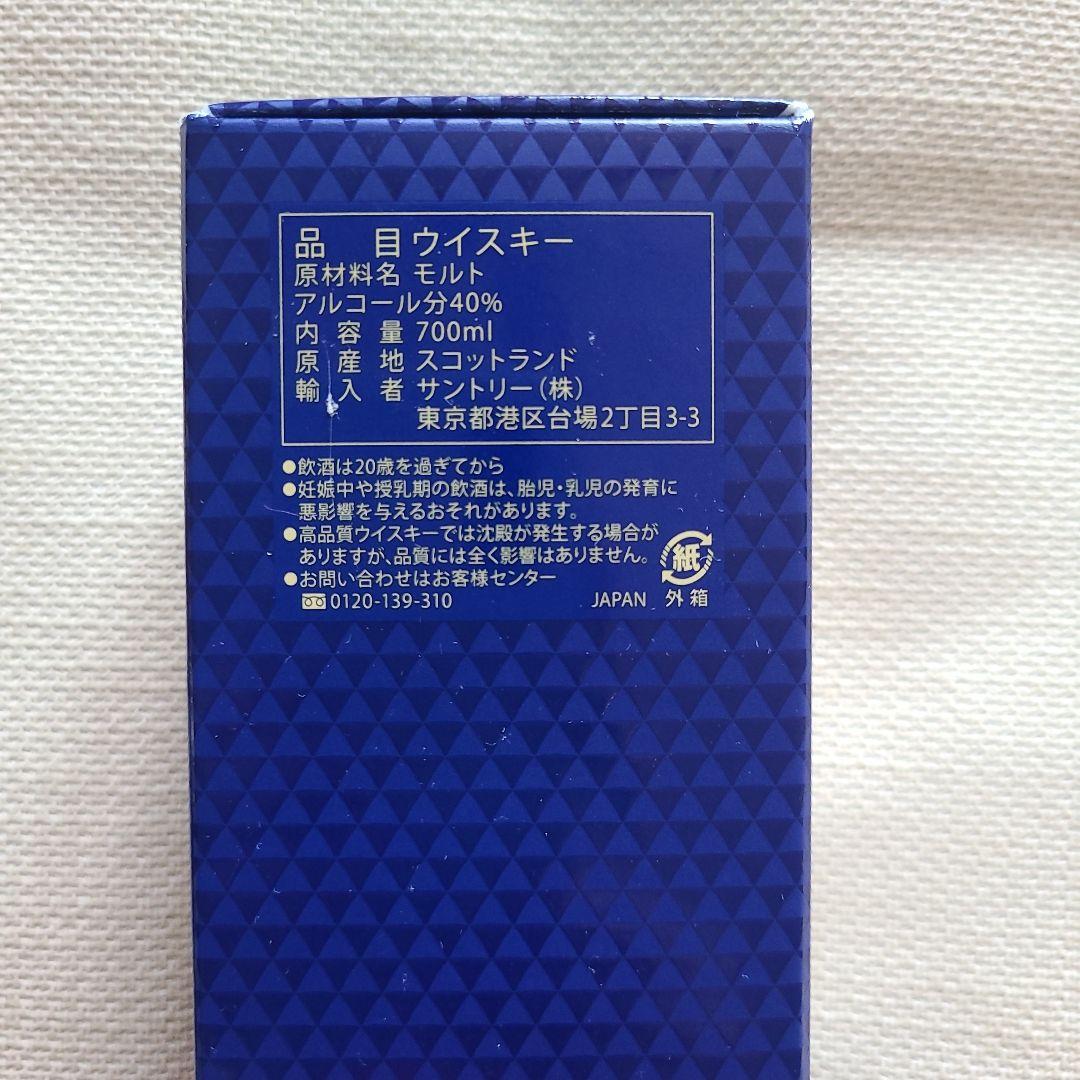 品 目 ウイスキー
原材料名 モルト
アルコール分40%
内容量 700ml
原産地 スコットランド
輸入者 サントリー(株)
東京都港区台場2丁目3-3
●飲酒は20歳を過ぎてから
●妊娠中や授乳期の飲酒は、胎児・乳児の発育に
悪影響を与えるおそれがあります。
●高品質ウイスキーでは沈殿が発生する場合が
ありますが、品質には全く影響はありません。
●お問い合わせはお客様センター
0120-139-310
紙
JAPAN 外箱